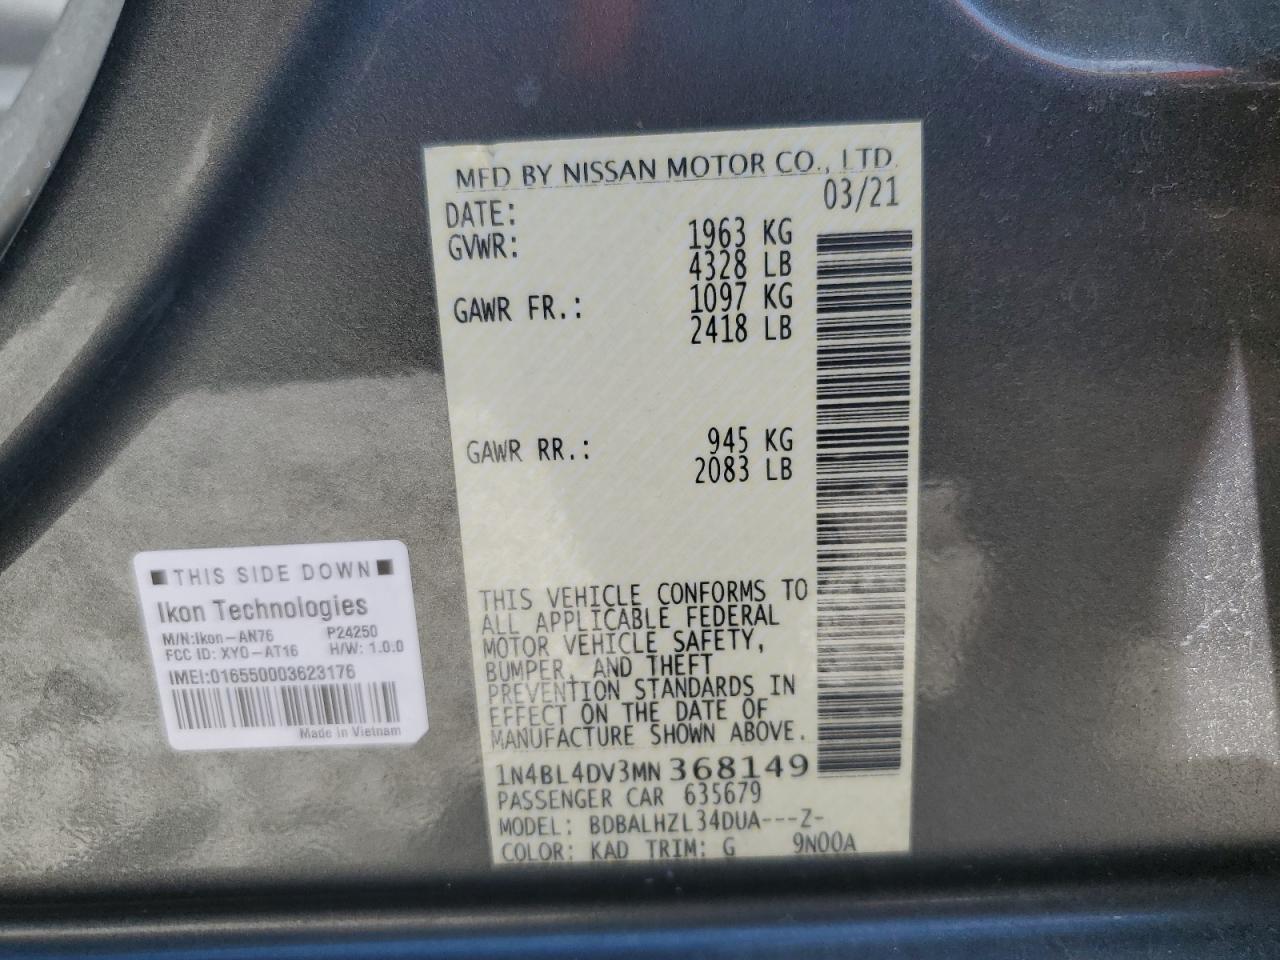 MFD BY NISSAN MOTOR CO., LTD.
DATE: 03/21
GVWR: 1963 KG
4328 LB
GAWR FR.: 1097 KG
2418 LB
GAWR RR.: 945 KG
2083 LB
THIS VEHICLE CONFORMS TO
ALL APPLICABLE FEDERAL
MOTOR VEHICLE SAFETY,
BUMPER, AND THEFT
PREVENTION STANDARDS IN
EFFECT ON THE DATE OF
MANUFACTURE SHOWN ABOVE.
1N4BL4DV3MN368149
PASSENGER CAR 635679
MODEL: BDBALHZL34DUA---Z-
COLOR: KAD TRIM: G 9N00A
THIS SIDE DOWN
Ikon Technologies
M/N:Ikon-AN76 P24250
FCC ID: XYO-AT16 H/W: 1.0.0
IMEI:016550003623176
Made in Vietnam